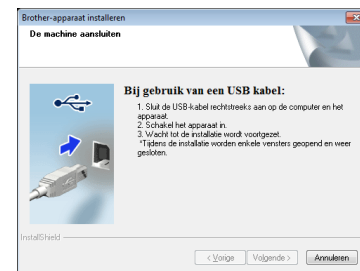 Brother-apparaat installeren
De machine aansluiten
Bij gebruik van een USB kabel:
1. Sluit de USB-kabel rechtstreeks aan op de computer en het
apparaat.
2. Schakel het apparaat in.
3. Wacht tot de installatie wordt voortgezet.
*Tijdens de installatie worden enkele vensters geopend en weer
gesloten.
InstallShield
< Vorige Volgende > Annuleren